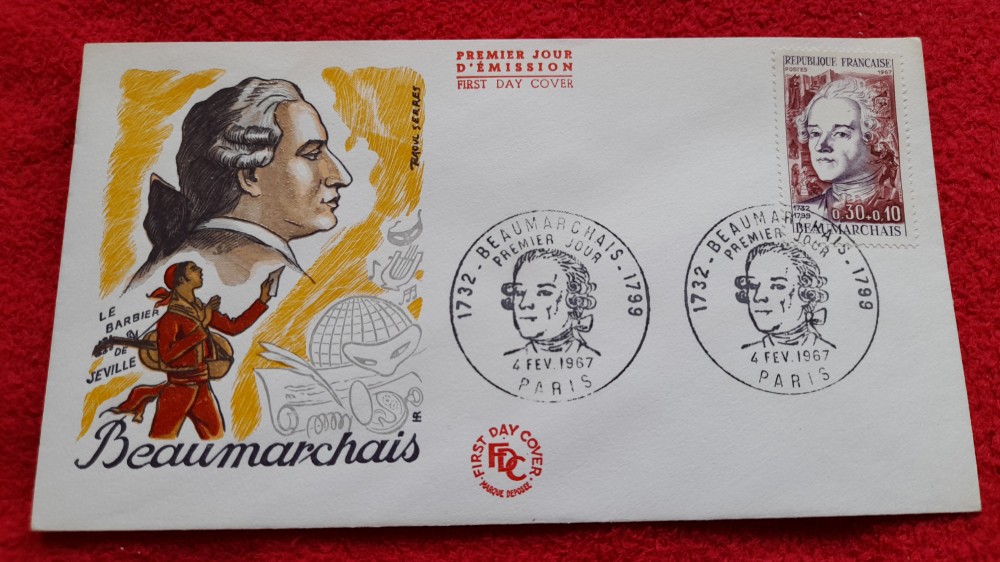 PREMIER JOUR
D'ÉMISSION
FIRST DAY COVER
RAOUL SERRES
LE
BARBIER
DE
SEVILLE
Beaumarchais
REPUBLIQUE FRANÇAISE
POSTES 1967
1732
1799
0,30+0,10
BEAUMARCHAIS
1732 - BEAUMARCHAIS - 1799
PREMIER JOUR
4 FEV. 1967
PARIS
1732 - BEAUMARCHAIS - 1799
PREMIER JOUR
4 FEV. 1967
PARIS
FIRST DAY COVER
FDC
MARQUE DEPOSEE